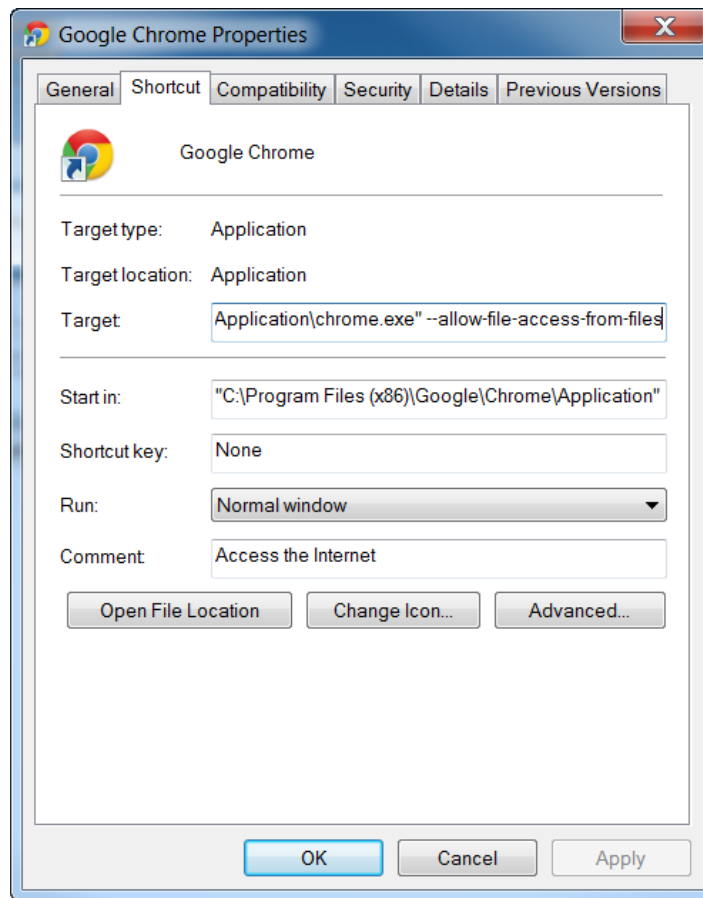 Google Chrome Properties
General Shortcut Compatibility Security Details Previous Versions
Google Chrome
Target type: Application
Target location: Application
Target: Application\chrome.exe" --allow-file-access-from-files
Start in: "C:\Program Files (x86)\Google\Chrome\Application"
Shortcut key: None
Run: Normal window
Comment: Access the Internet
Open File Location Change Icon... Advanced...
OK Cancel Apply